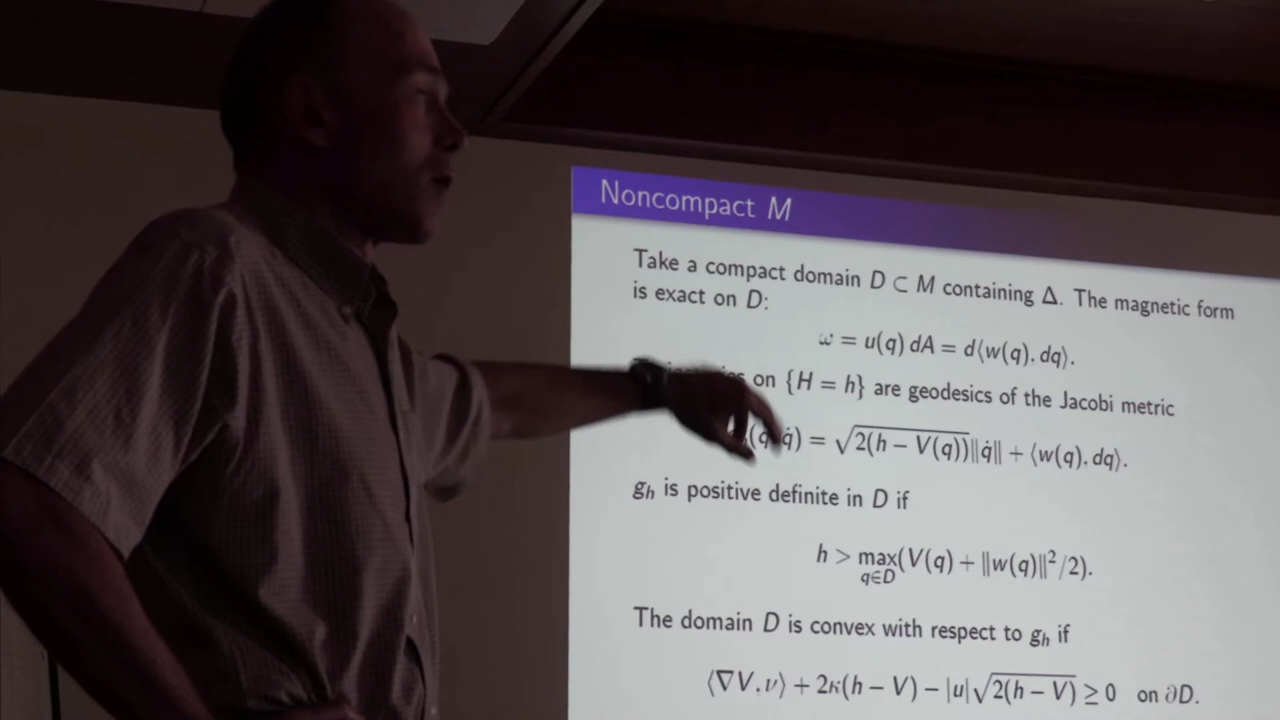 Noncompact M
Take a compact domain D ⊂ M containing Δ. The magnetic form
is exact on D:
ω = u(q) dA = d⟨w(q), dq⟩.
on {H = h} are geodesics of the Jacobi metric
(q, q̇) = √2(h − V(q))‖q̇‖ + ⟨w(q), dq⟩.
g_h is positive definite in D if
h > max_{q∈D}(V(q) + ‖w(q)‖²/2).
The domain D is convex with respect to g_h if
⟨∇V, ν⟩ + 2κ(h − V) − |u|√2(h − V) ≥ 0 on ∂D.